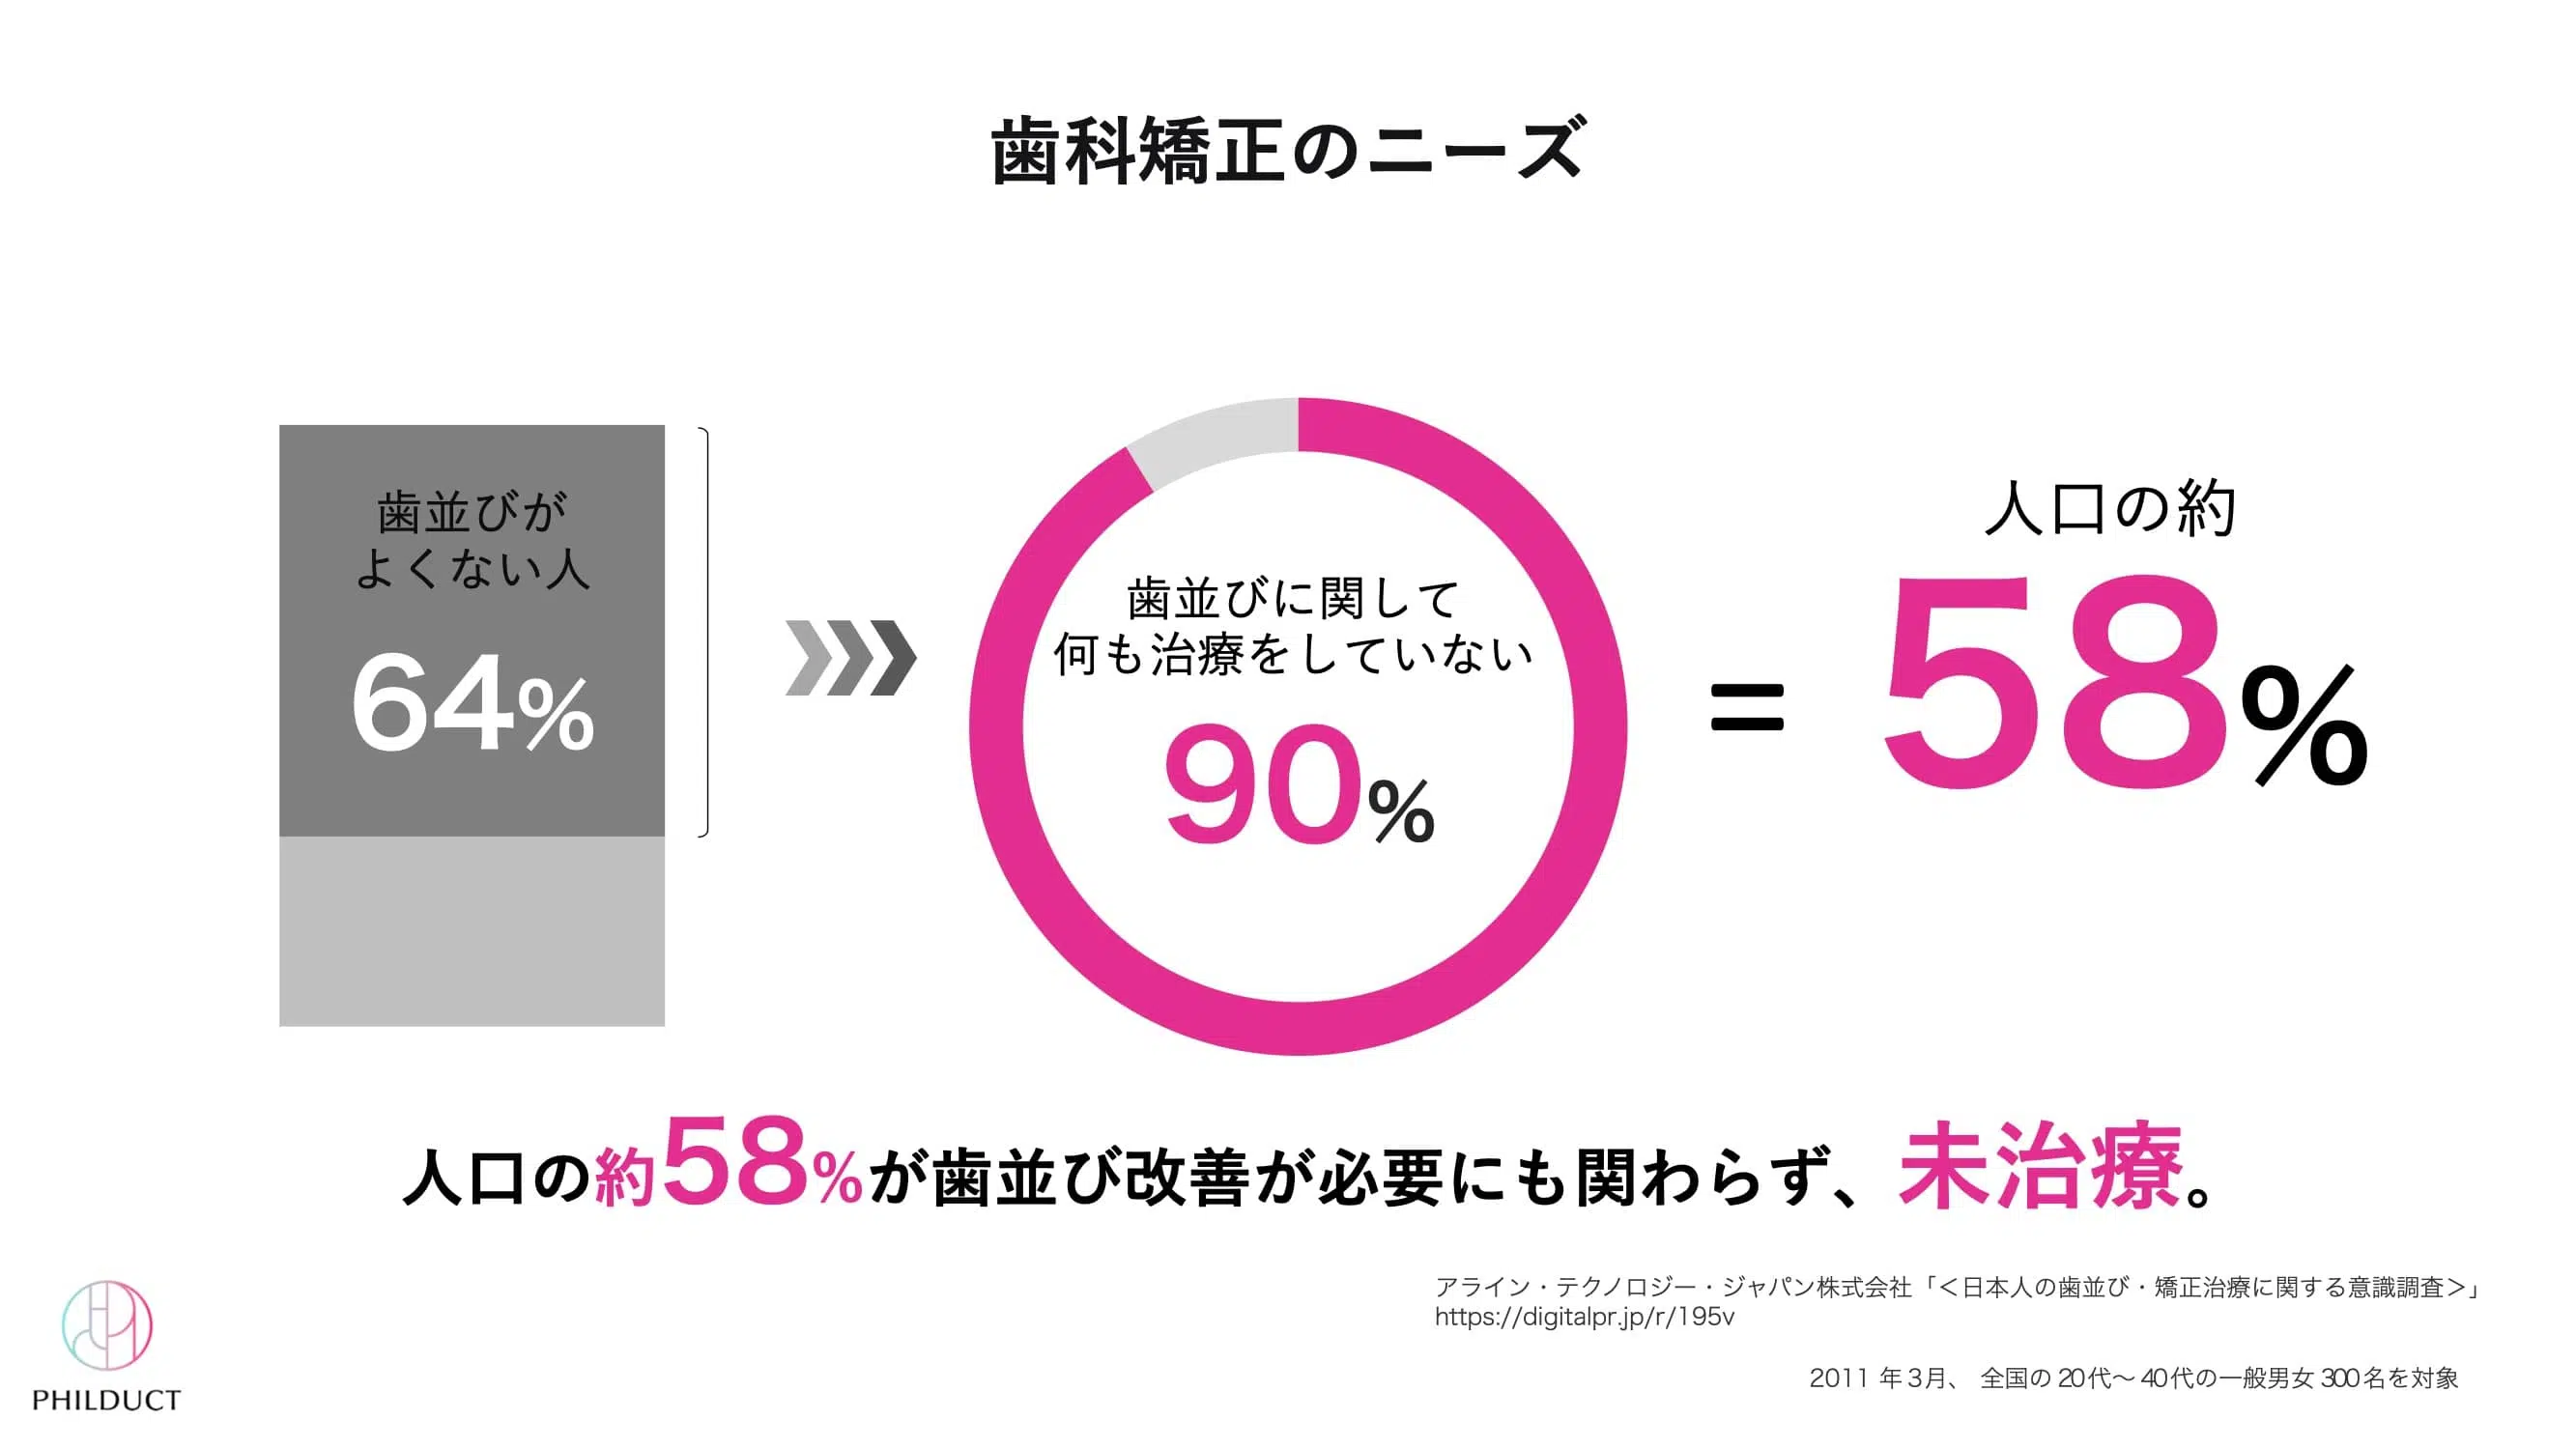 歯科矯正のニーズ
歯並びが
よくない人
64%
歯並びに関して
何も治療をしていない
90%
=
人口の約
58%
人口の約58%が歯並び改善が必要にも関わらず、未治療。
アライン・テクノロジー・ジャパン株式会社「<日本人の歯並び・矯正治療に関する意識調査>」
https://digitalpr.jp/r/195v
2011 年3月、 全国の20代〜40代の一般男女300名を対象
PHILDUCT